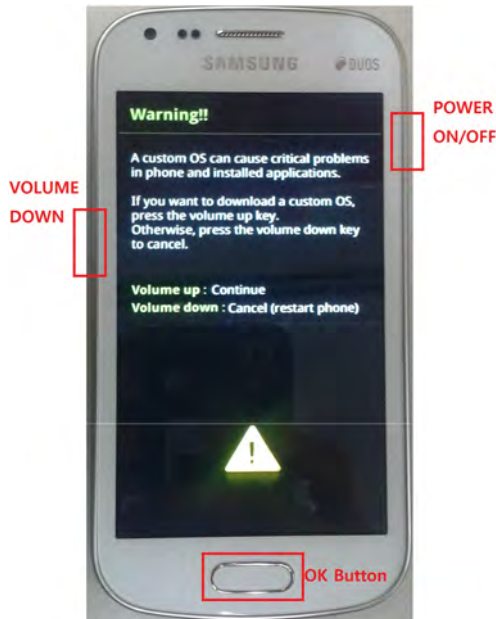 SAMSUNG
DUOS
Warning!!
POWER
ON/OFF
A custom OS can cause critical problems
in phone and installed applications.
VOLUME
DOWN
If you want to download a custom OS,
press the volume up key.
Otherwise, press the volume down key
to cancel.
Volume up : Continue
Volume down : Cancel (restart phone)
!
OK Button